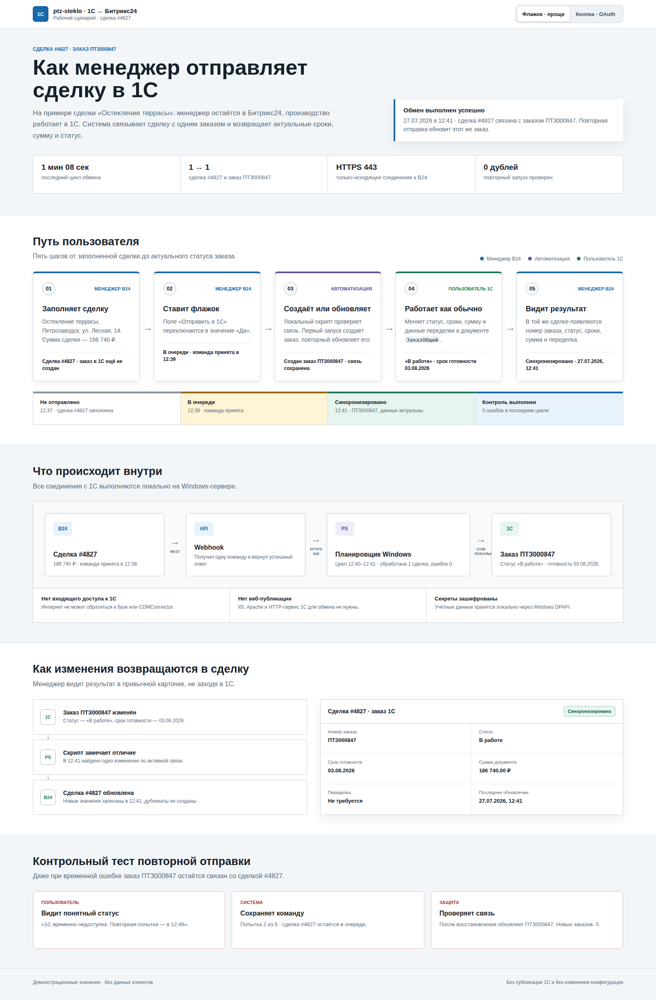 1C
ptz-steklo · 1С ↔ Битрикс24
Рабочий сценарий · сделка #4827
Флажок · проще
Кнопка · OAuth
СДЕЛКА #4827 · ЗАКАЗ ПТЗ000847
Как менеджер отправляет
сделку в 1С
На примере сделки «Остекление террасы»: менеджер остаётся в Битрикс24, производство
работает в 1С. Система связывает сделку с одним заказом и возвращает актуальные сроки,
сумму и статус.
Обмен выполнен успешно
27.07.2026 в 12:41 · сделка #4827 связана с заказом ПТЗ000847. Повторная
отправка обновит этот же заказ.
1 мин 08 сек
последний цикл обмена
1 ↔ 1
сделка #4827 и заказ ПТЗ000847
HTTPS 443
только исходящее соединение к B24
0 дублей
повторный запуск проверен
Путь пользователя
Пять шагов от заполненной сделки до актуального статуса заказа.
Менеджер B24
Автоматизация
Пользователь 1С
01
МЕНЕДЖЕР B24
Заполняет сделку
Остекление террасы,
Петрозаводск, ул. Лесная, 14.
Сумма сделки — 186 740 ₽.
Сделка #4827 · заказ в 1С ещё не
создан
→
02
МЕНЕДЖЕР B24
Ставит флажок
Поле «Отправить в 1С»
переключается в значение «Да».
В очереди · команда принята в
12:39
→
03
АВТОМАТИЗАЦИЯ
Создаёт или обновляет
Локальный скрипт проверяет
связь. Первый запуск создаёт
заказ, повторный обновляет его.
Создан заказ ПТЗ000847 · связь
сохранена
→
04
ПОЛЬЗОВАТЕЛЬ 1С
Работает как обычно
Меняет статус, сроки, сумму и
данные переделки в документе
ЗаказОбщий.
«В работе» · срок готовности
03.08.2026
→
05
МЕНЕДЖЕР B24
Видит результат
В той же сделке появляются
номер заказа, статус, сроки,
сумма и переделка.
Синхронизировано · 27.07.2026,
12:41
Не отправлено
12:37 · сделка #4827 заполнена
В очереди
12:39 · команда принята
Синхронизировано
12:41 · ПТЗ000847, данные актуальны
Контроль выполнен
0 ошибок в последнем цикле
Что происходит внутри
Все соединения с 1С выполняются локально на Windows-сервере.
B24
Сделка #4827
186 740 ₽ · команда принята в 12:39.
→
REST
API
Webhook
Получил одну команду и вернул успешный
ответ.
→
HTTPS
443
PS
Планировщик Windows
Цикл 12:40–12:41 · обработана 1 сделка, ошибок 0.
→
COM
ЛОКАЛЬН
1С
Заказ ПТЗ000847
Статус «В работе» · готовность 03.08.2026.
Нет входящего доступа к 1С
Интернет не может обратиться к базе или COMConnector.
Нет веб-публикации
IIS, Apache и HTTP-сервис 1С для обмена не нужны.
Секреты зашифрованы
Учётные данные хранятся локально через Windows DPAPI.
Как изменения возвращаются в сделку
Менеджер видит результат в привычной карточке, не заходя в 1С.
1С
Заказ ПТЗ000847 изменён
Статус — «В работе», срок готовности — 03.08.2026.
↓
PS
Скрипт замечает отличие
В 12:41 найдено одно изменение по активной связи.
↓
B24
Сделка #4827 обновлена
Новые значения записаны в 12:41, дубликаты не созданы.
Сделка #4827 · заказ 1С
Синхронизировано
Номер заказа
ПТЗ000847
Статус
В работе
Срок готовности
03.08.2026
Сумма документа
186 740,00 ₽
Переделка
Не требуется
Последнее обновление
27.07.2026, 12:41
Контрольный тест повторной отправки
Даже при временной ошибке заказ ПТЗ000847 остаётся связан со сделкой #4827.
ПОЛЬЗОВАТЕЛЬ
Видит понятный статус
«1С временно недоступна. Повторная попытка — в 12:46».
СИСТЕМА
Сохраняет команду
Попытка 2 из 5 · сделка #4827 остаётся в очереди.
ЗАЩИТА
Проверяет связь
После восстановления обновляет ПТЗ000847. Новых заказов: 0.
Демонстрационные значения · без данных клиентов
Без публикации 1С и без изменения конфигурации